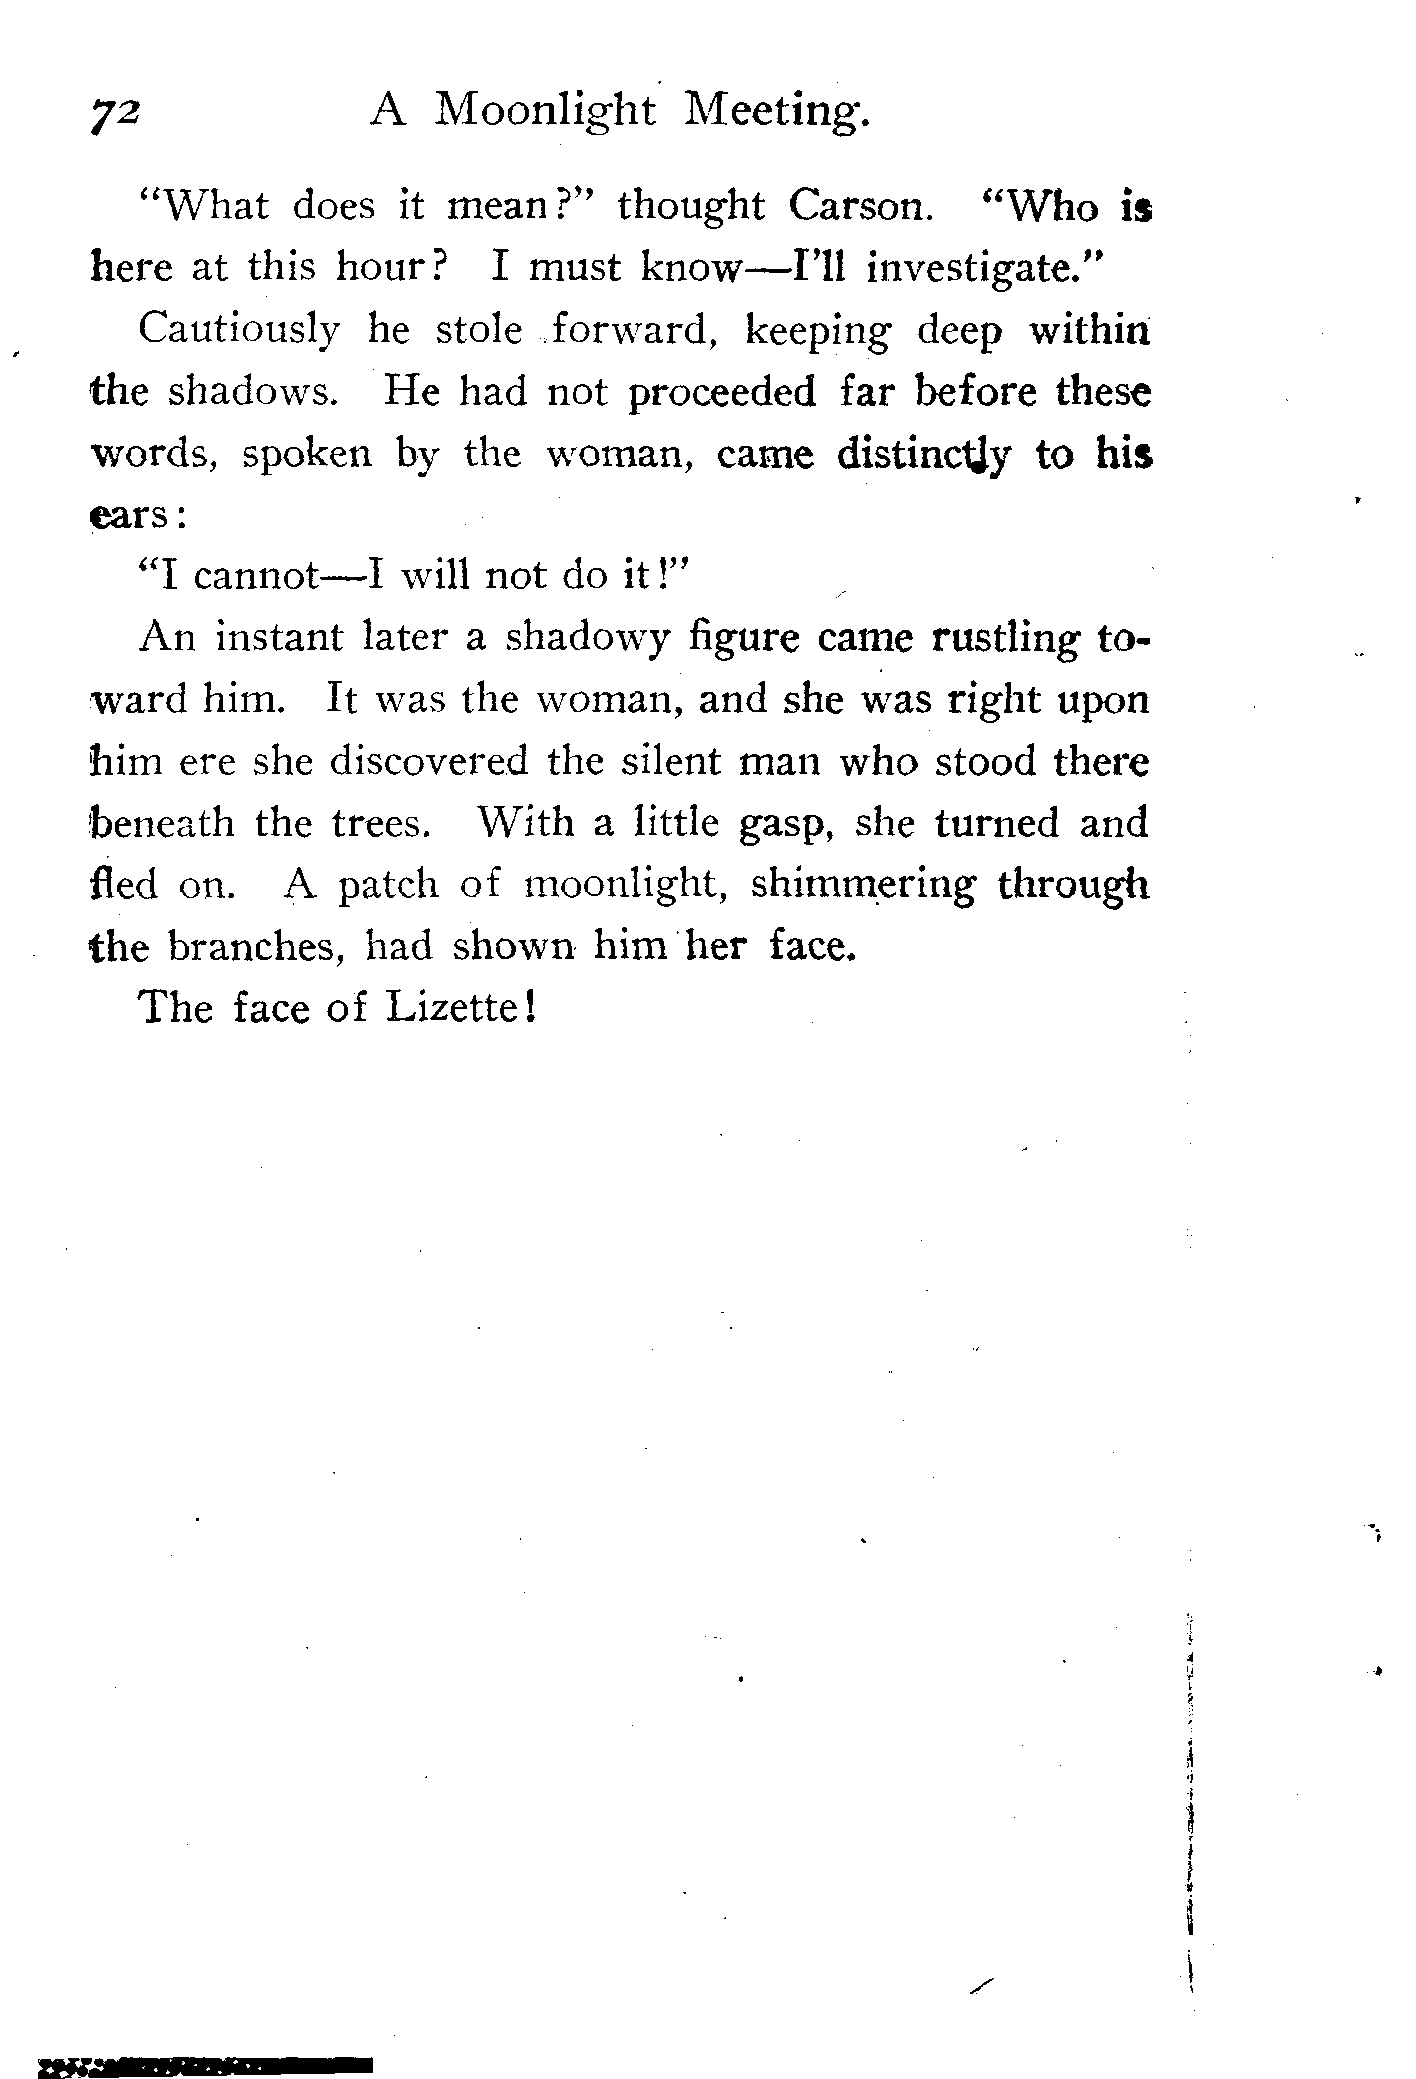 72 A Moonlight Meeting.
"What does it mean?" thought Carson. "Who is
here at this hour? I must know—I'll investigate."
Cautiously he stole forward, keeping deep within
the shadows. He had not proceeded far before these
words, spoken by the woman, came distinctly to his
ears:
"I cannot—I will not do it!"
An instant later a shadowy figure came rustling to-
ward him. It was the woman, and she was right upon
him ere she discovered the silent man who stood there
beneath the trees. With a little gasp, she turned and
fled on. A patch of moonlight, shimmering through
the branches, had shown him her face.
The face of Lizette!